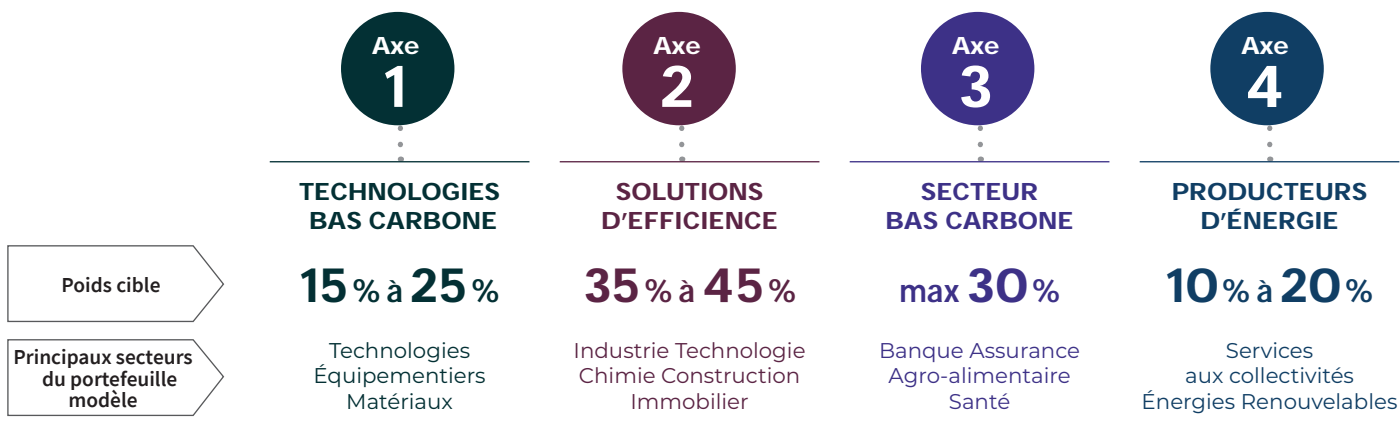 Axe
1
Axe
2
Axe
3
Axe
4
TECHNOLOGIES
BAS CARBONE
SOLUTIONS
D'EFFICIENCE
SECTEUR
BAS CARBONE
PRODUCTEURS
D'ÉNERGIE
Poids cible
15 % à 25 %
35 % à 45 %
max 30 %
10 % à 20 %
Principaux secteurs
du portefeuille
modèle
Technologies
Équipementiers
Matériaux
Industrie Technologie
Chimie Construction
Immobilier
Banque Assurance
Agro-alimentaire
Santé
Services
aux collectivités
Énergies Renouvelables